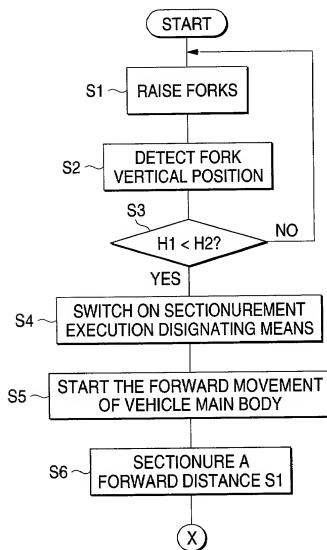 START
S1
RAISE FORKS
S2
DETECT FORK
VERTICAL POSITION
S3
H1 < H2?
NO
YES
S4
SWITCH ON SECTIONUREMENT
EXECUTION DISIGNATING MEANS
S5
START THE FORWARD MOVEMENT
OF VEHICLE MAIN BODY
S6
SECTIONURE A
FORWARD DISTANCE S1
X